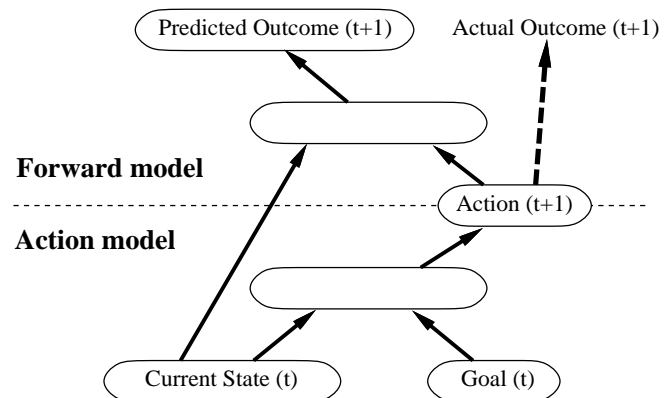 Predicted Outcome (t+1)
Actual Outcome (t+1)
Forward model
Action (t+1)
Action model
Current State (t)
Goal (t)